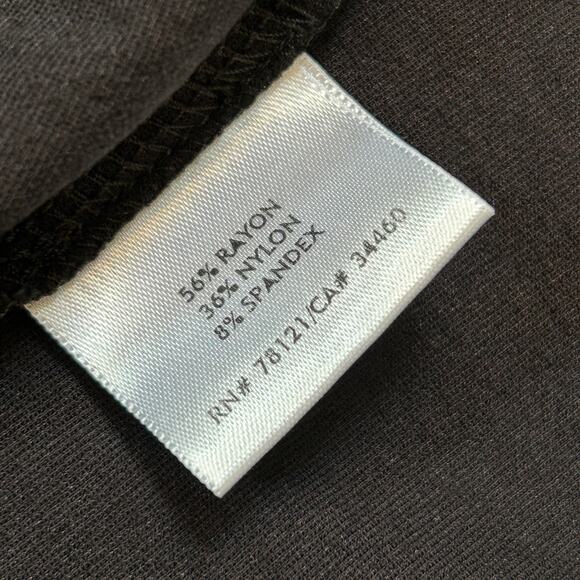 56% RAYON
36% NYLON
8% SPANDEX
RN# 78121/CA# 34460